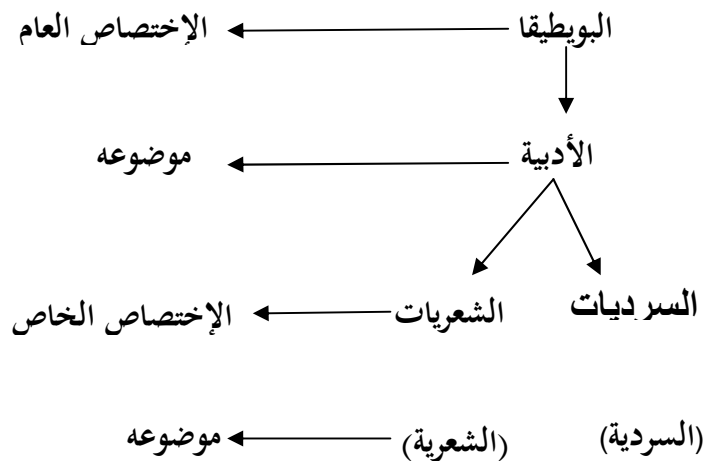 البويطيقا الإختصاص العام
الأدبية موضوعه
السرديات الشعريات الإختصاص الخاص
(السردية) (الشعرية) موضوعه